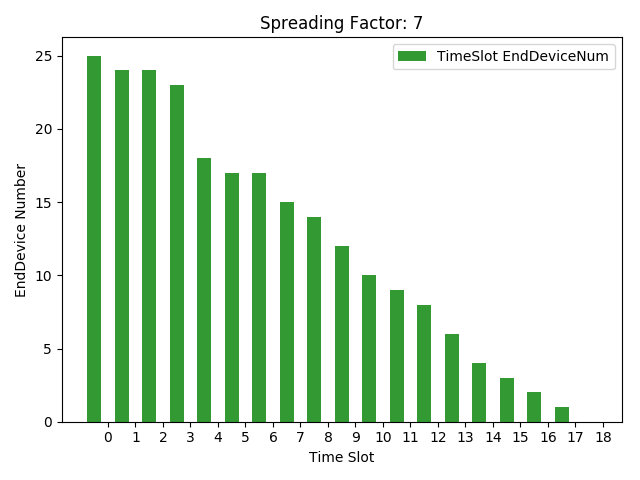 Spreading Factor: 7
TimeSlot EndDeviceNum
EndDevice Number
25
20
15
10
5
0
0 1 2 3 4 5 6 7 8 9 10 11 12 13 14 15 16 17 18
Time Slot